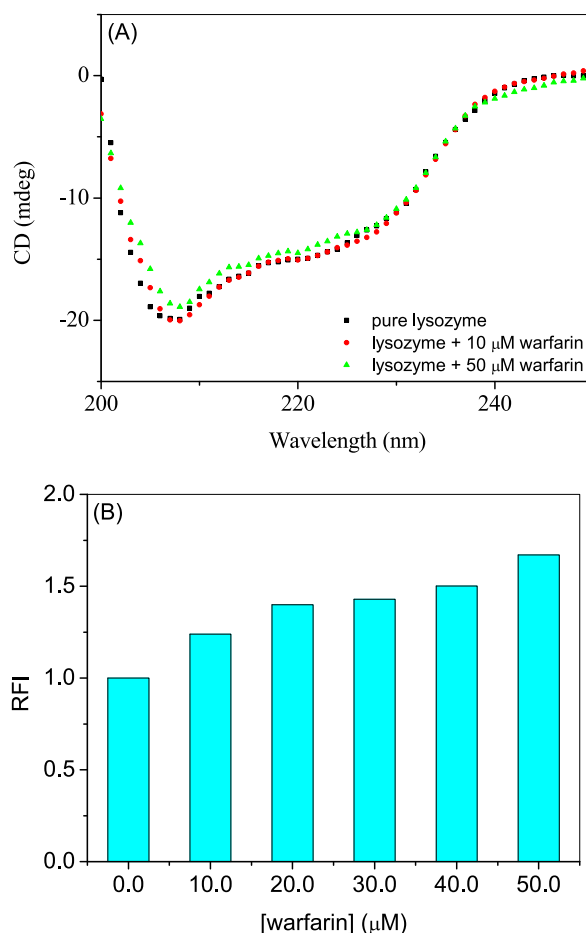 (A)
0
-10
-20
CD (mdeg)
pure lysozyme
lysozyme + 10 μM warfarin
lysozyme + 50 μM warfarin
200 220 240
Wavelength (nm)
(B)
2.0
1.5
1.0
0.5
0.0
RFI
0.0 10.0 20.0 30.0 40.0 50.0
[warfarin] (μM)